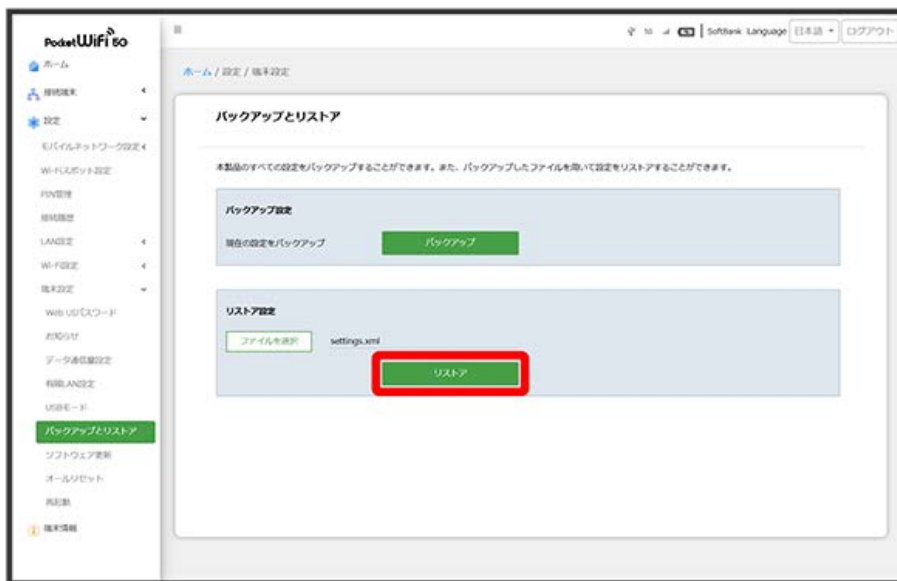 PocketWiFi 5G
SoftBank Language 日本語 ログアウト
ホーム
接続端末
設定
モバイルネットワーク設定
Wi-Fiスポット設定
PIN管理
接続履歴
LAN設定
Wi-Fi設定
端末設定
Web UIパスワード
お知らせ
データ通信量設定
有線LAN設定
USBモード
バックアップとリストア
ソフトウェア更新
オールリセット
再起動
端末情報
ホーム / 設定 / 端末設定
バックアップとリストア
本製品のすべての設定をバックアップすることができます。また、バックアップしたファイルを用いて設定をリストアすることができます。
バックアップ設定
現在の設定をバックアップ バックアップ
リストア設定
ファイルを選択 settings.xml
リストア